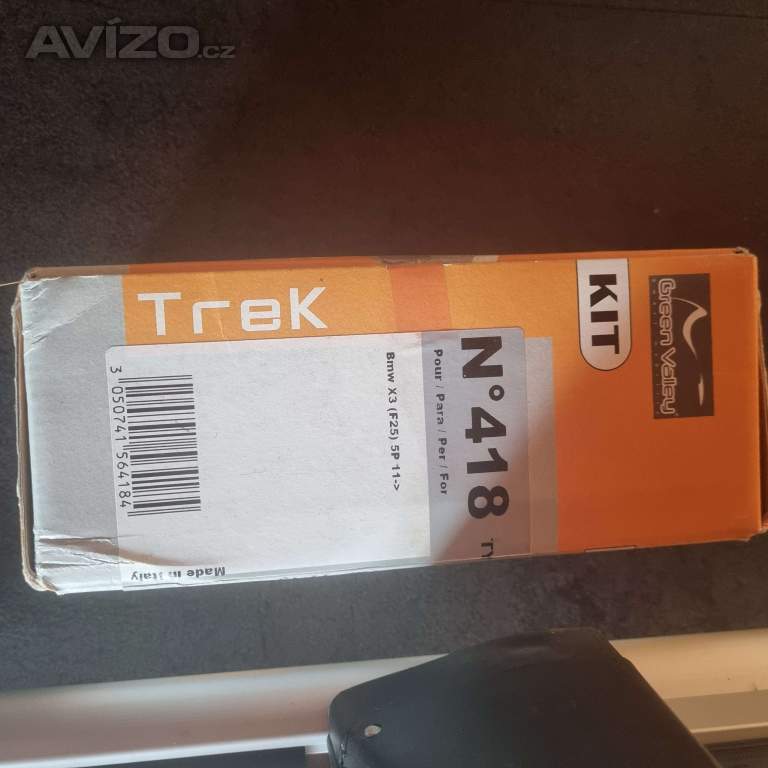 AVÍZO.cz
TreK
KIT
Green Valley
N°418
Pour / Para / Per / For
Bmw X3 (F25) 5P 11->
3 050741 564184
Made in Italy